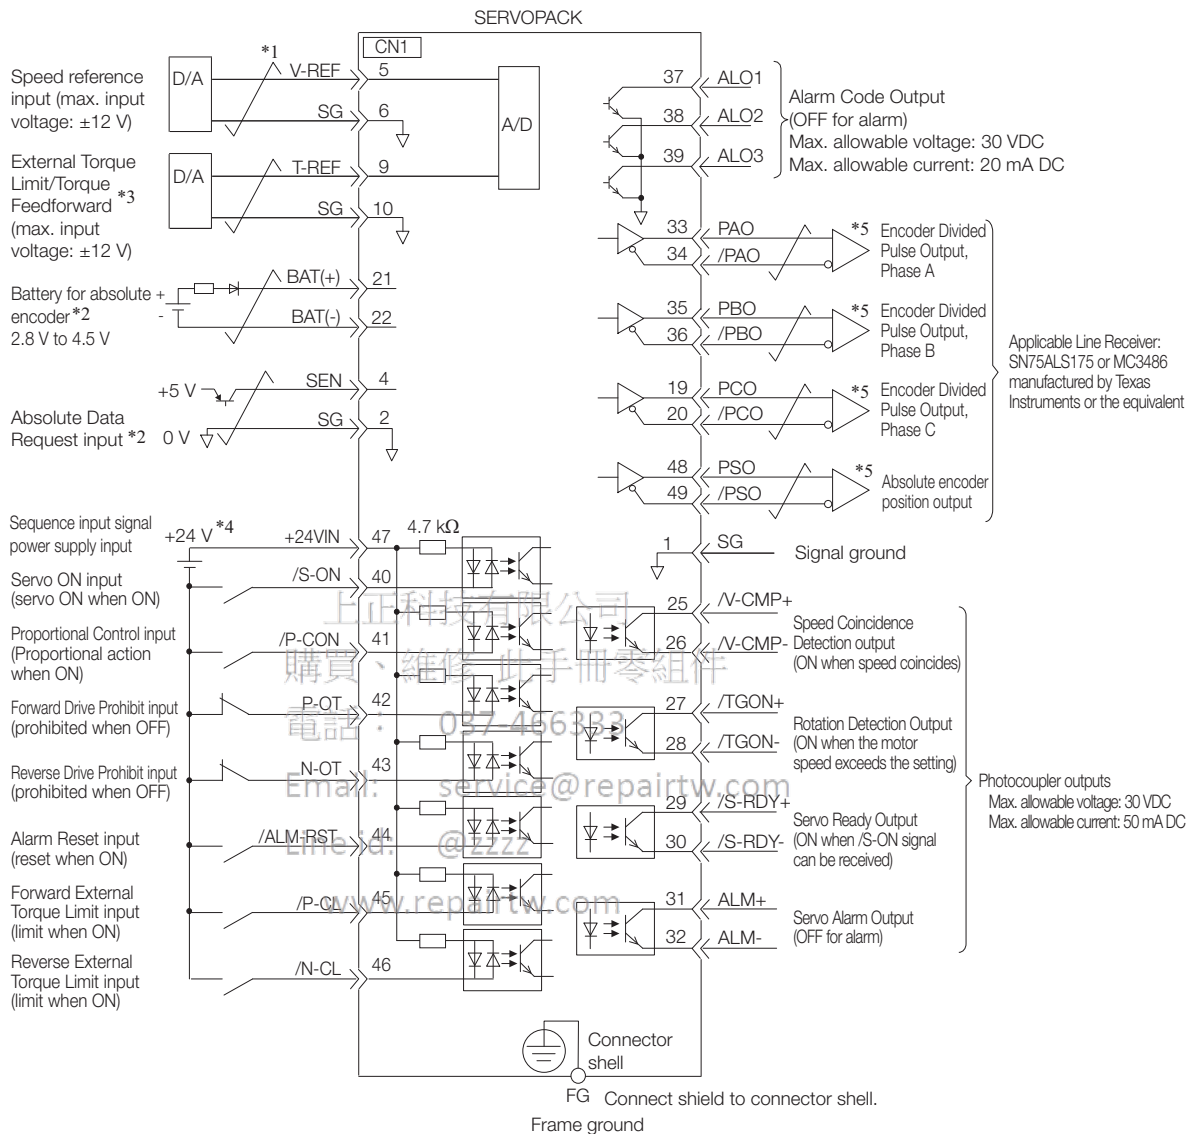 SERVOPACK
CN1
Speed reference
input (max. input
voltage: ±12 V)
D/A
*1
V-REF
5
SG
6
A/D
External Torque
Limit/Torque
Feedforward *3
(max. input
voltage: ±12 V)
D/A
T-REF
9
SG
10
Battery for absolute
encoder*2
2.8 V to 4.5 V
+
-
BAT(+)
21
BAT(-)
22
Absolute Data
Request input *2
+5 V
0 V
SEN
4
SG
2
Sequence input signal
power supply input
+24 V *4
+24VIN
47
4.7 kΩ
Servo ON input
(servo ON when ON)
/S-ON
40
Proportional Control input
(Proportional action
when ON)
/P-CON
41
Forward Drive Prohibit input
(prohibited when OFF)
P-OT
42
Reverse Drive Prohibit input
(prohibited when OFF)
N-OT
43
Alarm Reset input
(reset when ON)
/ALM-RST
44
Forward External
Torque Limit input
(limit when ON)
/P-CL
45
Reverse External
Torque Limit input
(limit when ON)
/N-CL
46
37
ALO1
38
ALO2
39
ALO3
Alarm Code Output
(OFF for alarm)
Max. allowable voltage: 30 VDC
Max. allowable current: 20 mA DC
33
PAO
34
/PAO
*5
Encoder Divided
Pulse Output,
Phase A
35
PBO
36
/PBO
*5
Encoder Divided
Pulse Output,
Phase B
19
PCO
20
/PCO
*5
Encoder Divided
Pulse Output,
Phase C
48
PSO
49
/PSO
*5
Absolute encoder
position output
Applicable Line Receiver:
SN75ALS175 or MC3486
manufactured by Texas
Instruments or the equivalent
1
SG
Signal ground
25
/V-CMP+
26
/V-CMP-
Speed Coincidence
Detection output
(ON when speed coincides)
27
/TGON+
28
/TGON-
Rotation Detection Output
(ON when the motor
speed exceeds the setting)
29
/S-RDY+
30
/S-RDY-
Servo Ready Output
(ON when /S-ON signal
can be received)
31
ALM+
32
ALM-
Servo Alarm Output
(OFF for alarm)
Photocoupler outputs
Max. allowable voltage: 30 VDC
Max. allowable current: 50 mA DC
上正科技有限公司
購買、維修 此手冊零組件
電話： 037-466333
Email: service@repairtw.com
Line id: @zzzz
www.repairtw.com
Connector
shell
FG
Connect shield to connector shell.
Frame ground